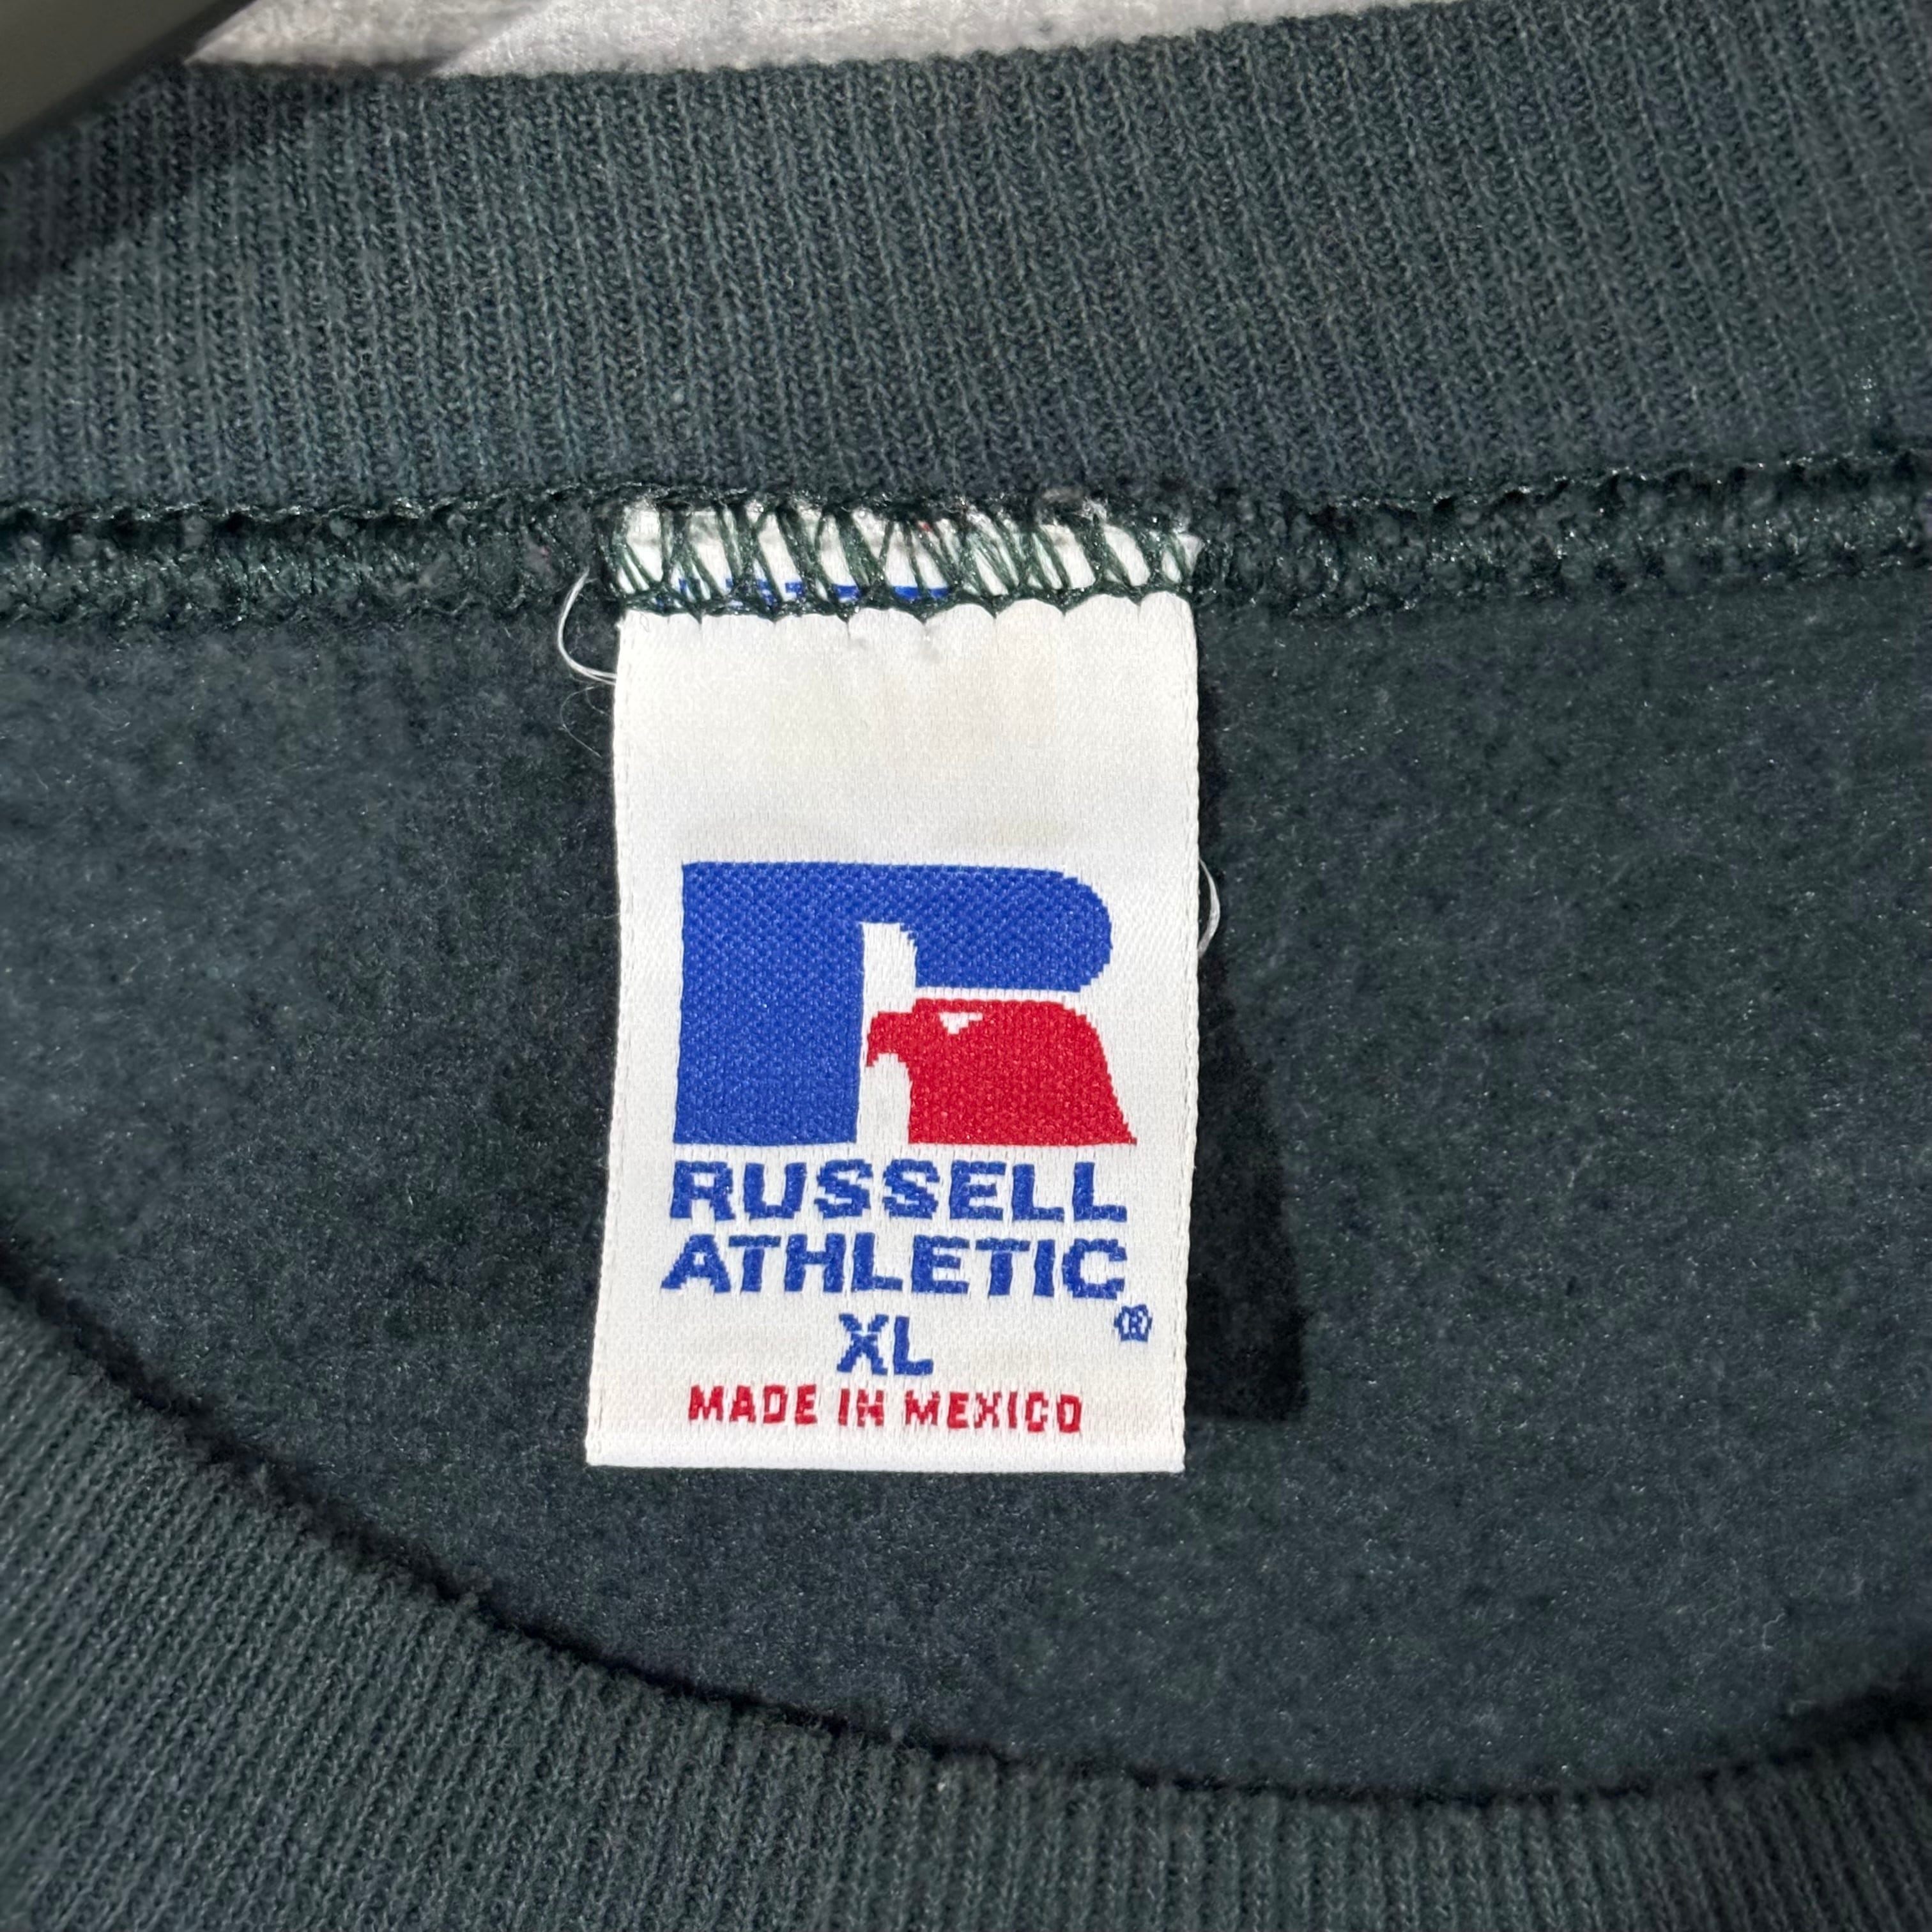 RUSSELL
ATHLETIC
®
XL
MADE IN MEXICO